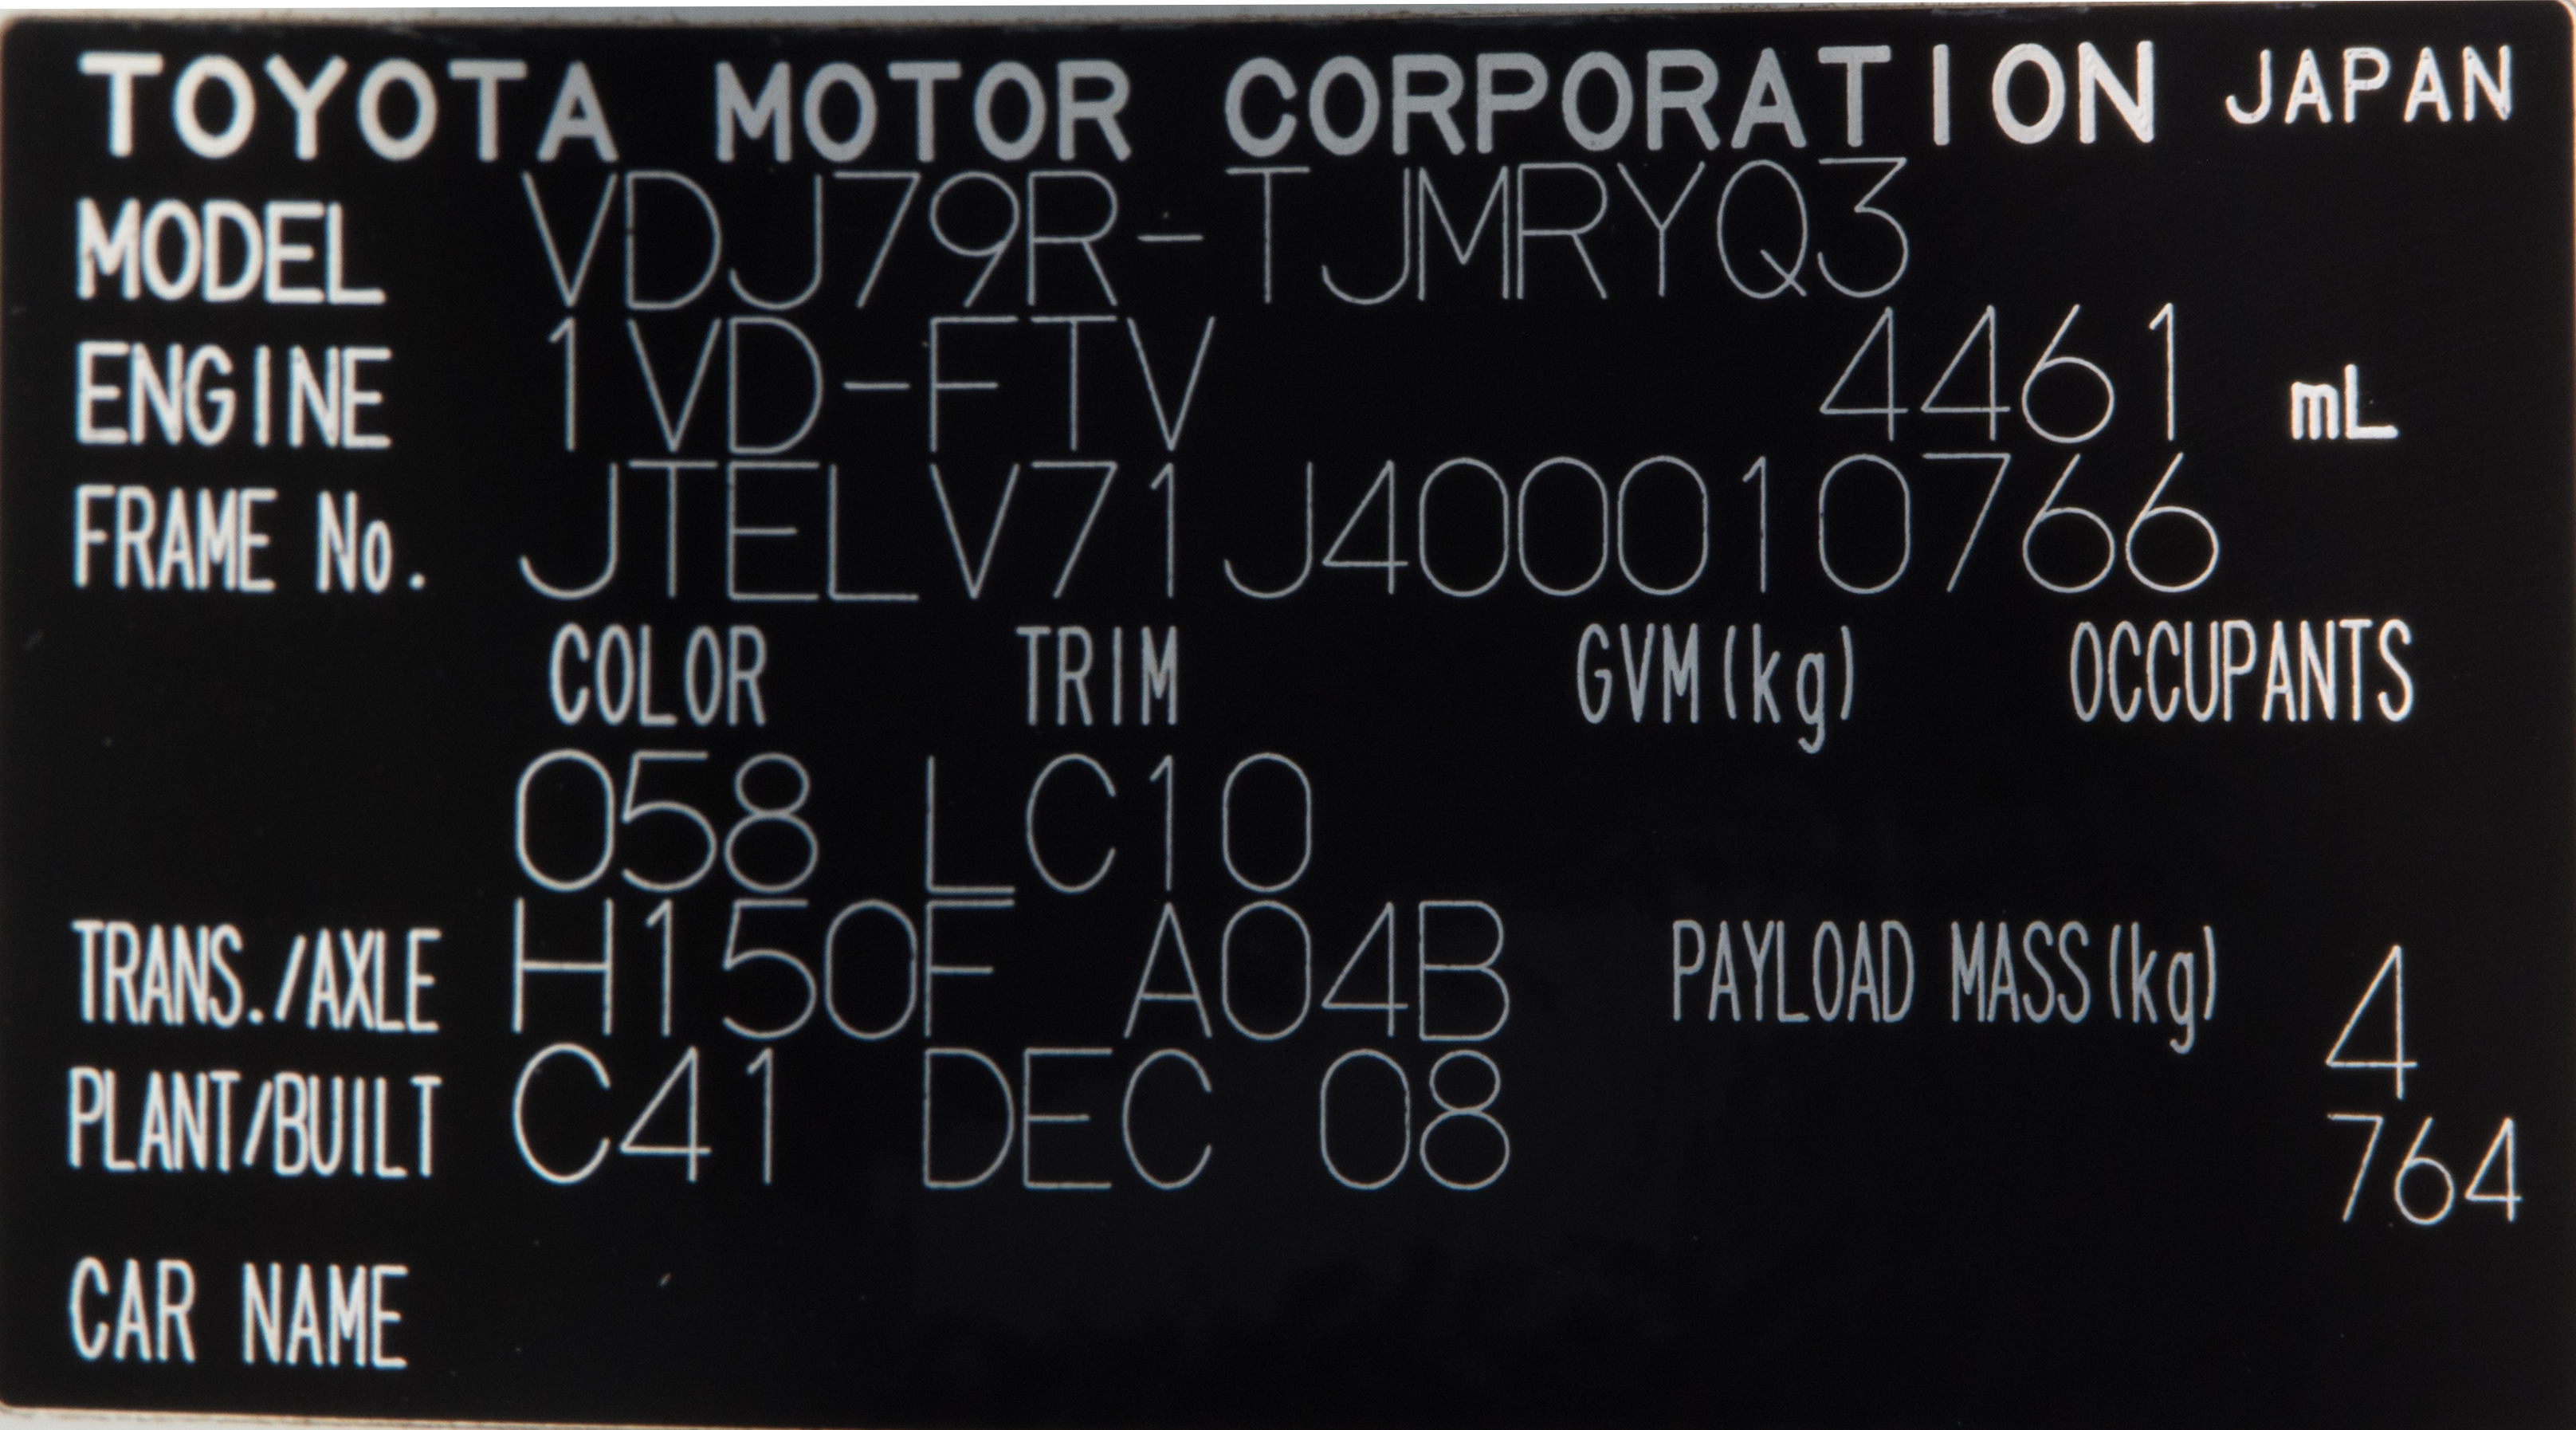 TOYOTA MOTOR CORPORATION JAPAN
MODEL VDJ79R-TJMRYQ3
ENGINE 1VD-FTV 4461 mL
FRAME No. JTELV71J400010766
COLOR TRIM GVM(kg) OCCUPANTS
058 LC10
TRANS./AXLE H150F A04B PAYLOAD MASS(kg) 4
PLANT/BUILT C41 DEC 08 764
CAR NAME